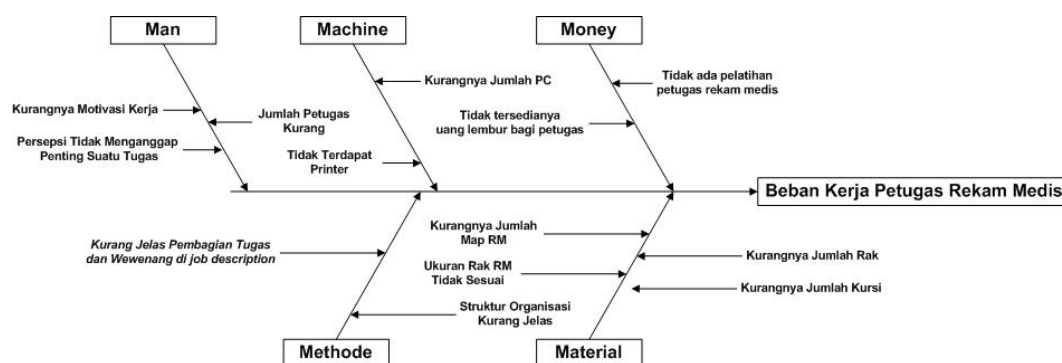 Man
Machine
Money
Kurangnya Jumlah PC
Tidak ada pelatihan
petugas rekam medis
Kurangnya Motivasi Kerja
Jumlah Petugas
Kurang
Tidak tersedianya
uang lembur bagi petugas
Persepsi Tidak Menganggap
Penting Suatu Tugas
Tidak Terdapat
Printer
Beban Kerja Petugas Rekam Medis
Kurangnya Jumlah
Map RM
Kurang Jelas Pembagian Tugas
dan Wewenang di job description
Kurangnya Jumlah Rak
Ukuran Rak RM
Tidak Sesuai
Kurangnya Jumlah Kursi
Struktur Organisasi
Kurang Jelas
Methode
Material